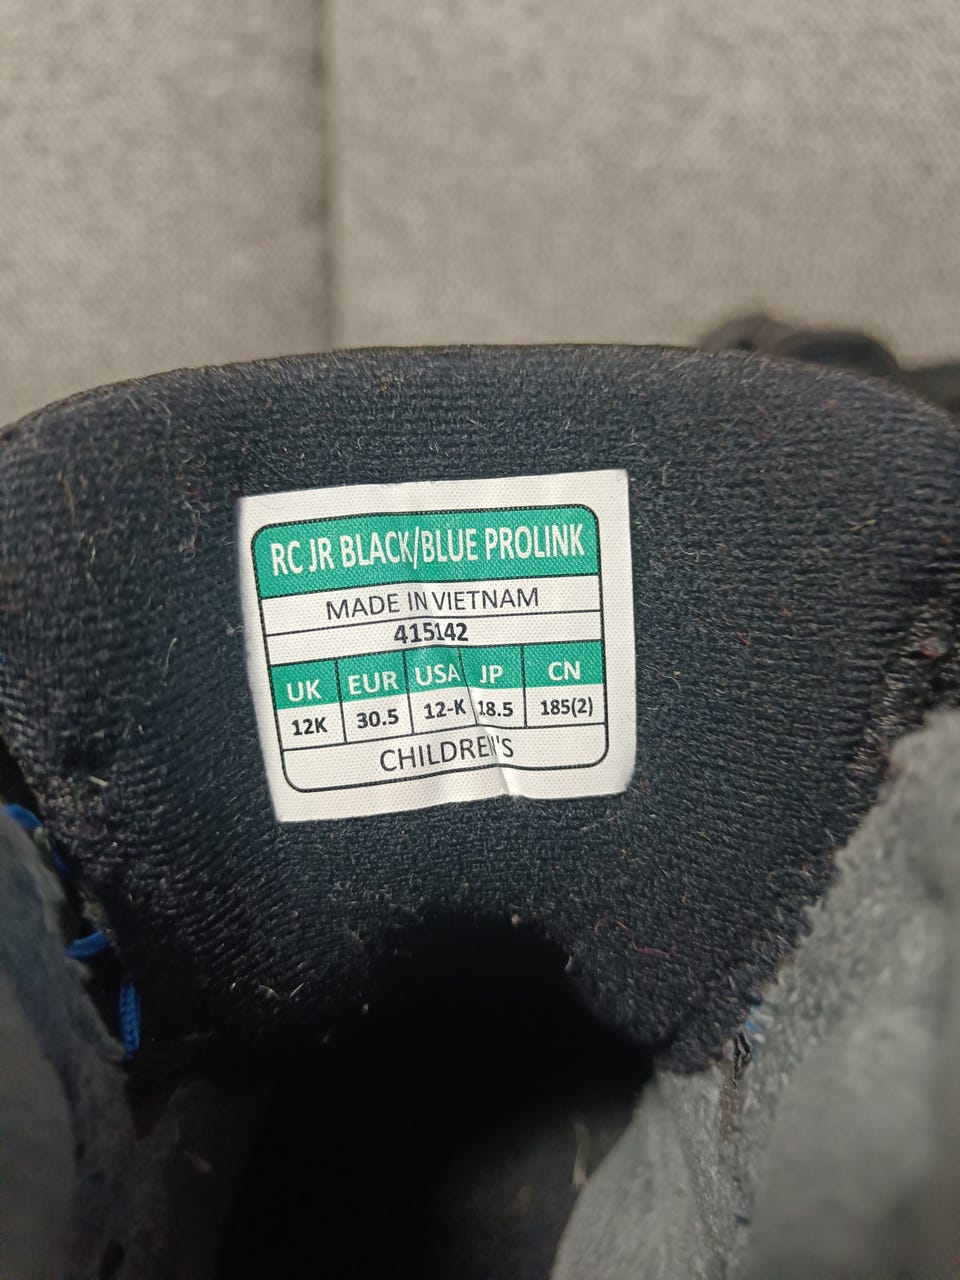 RC JR BLACK/BLUE PROLINK
MADE IN VIETNAM
415142
UK EUR USA JP CN
12K 30.5 12-K 18.5 185(2)
CHILDREN'S